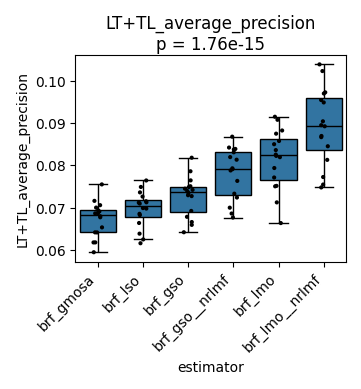 LT+TL_average_precision
p = 1.76e-15
LT+TL_average_precision
0.10
0.09
0.08
0.07
0.06
brf_gmosa
brf_lso
brf_gso
brf_gso__nrlmf
brf_lmo
brf_lmo__nrlmf
estimator